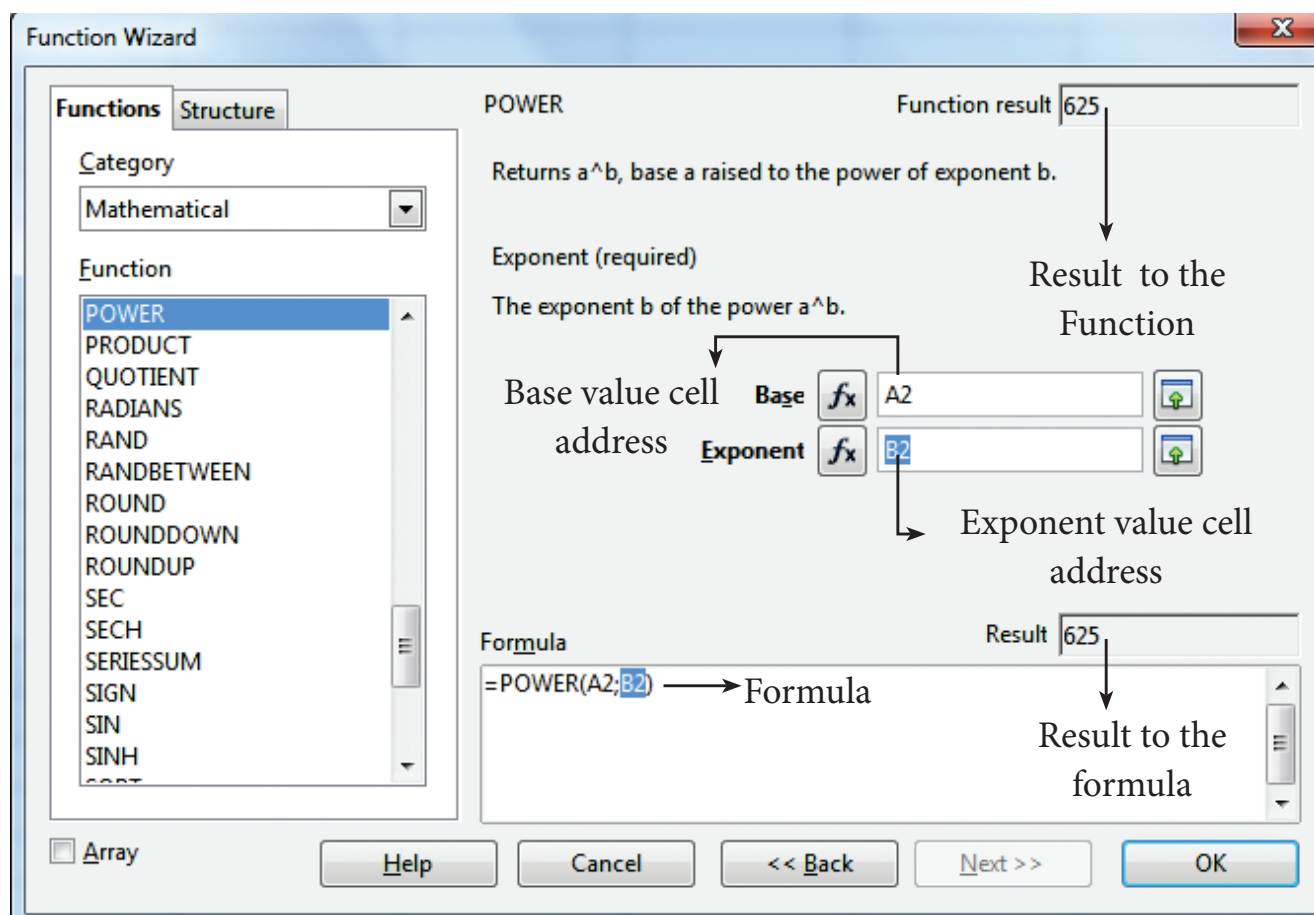 Function Wizard
X
Functions
Structure
Category
Mathematical
Function
POWER
PRODUCT
QUOTIENT
RADIANS
RAND
RANDBETWEEN
ROUND
ROUNDDOWN
ROUNDUP
SEC
SECH
SERIESSUM
SIGN
SIN
SINH
Array
POWER
Function result 625
Returns a^b, base a raised to the power of exponent b.
Exponent (required)
The exponent b of the power a^b.
Result to the
Function
Base value cell
address
Base fx A2
Exponent fx B2
Exponent value cell
address
Formula
Result 625
=POWER(A2;B2)
Formula
Result to the
formula
Help
Cancel
<< Back
Next >>
OK